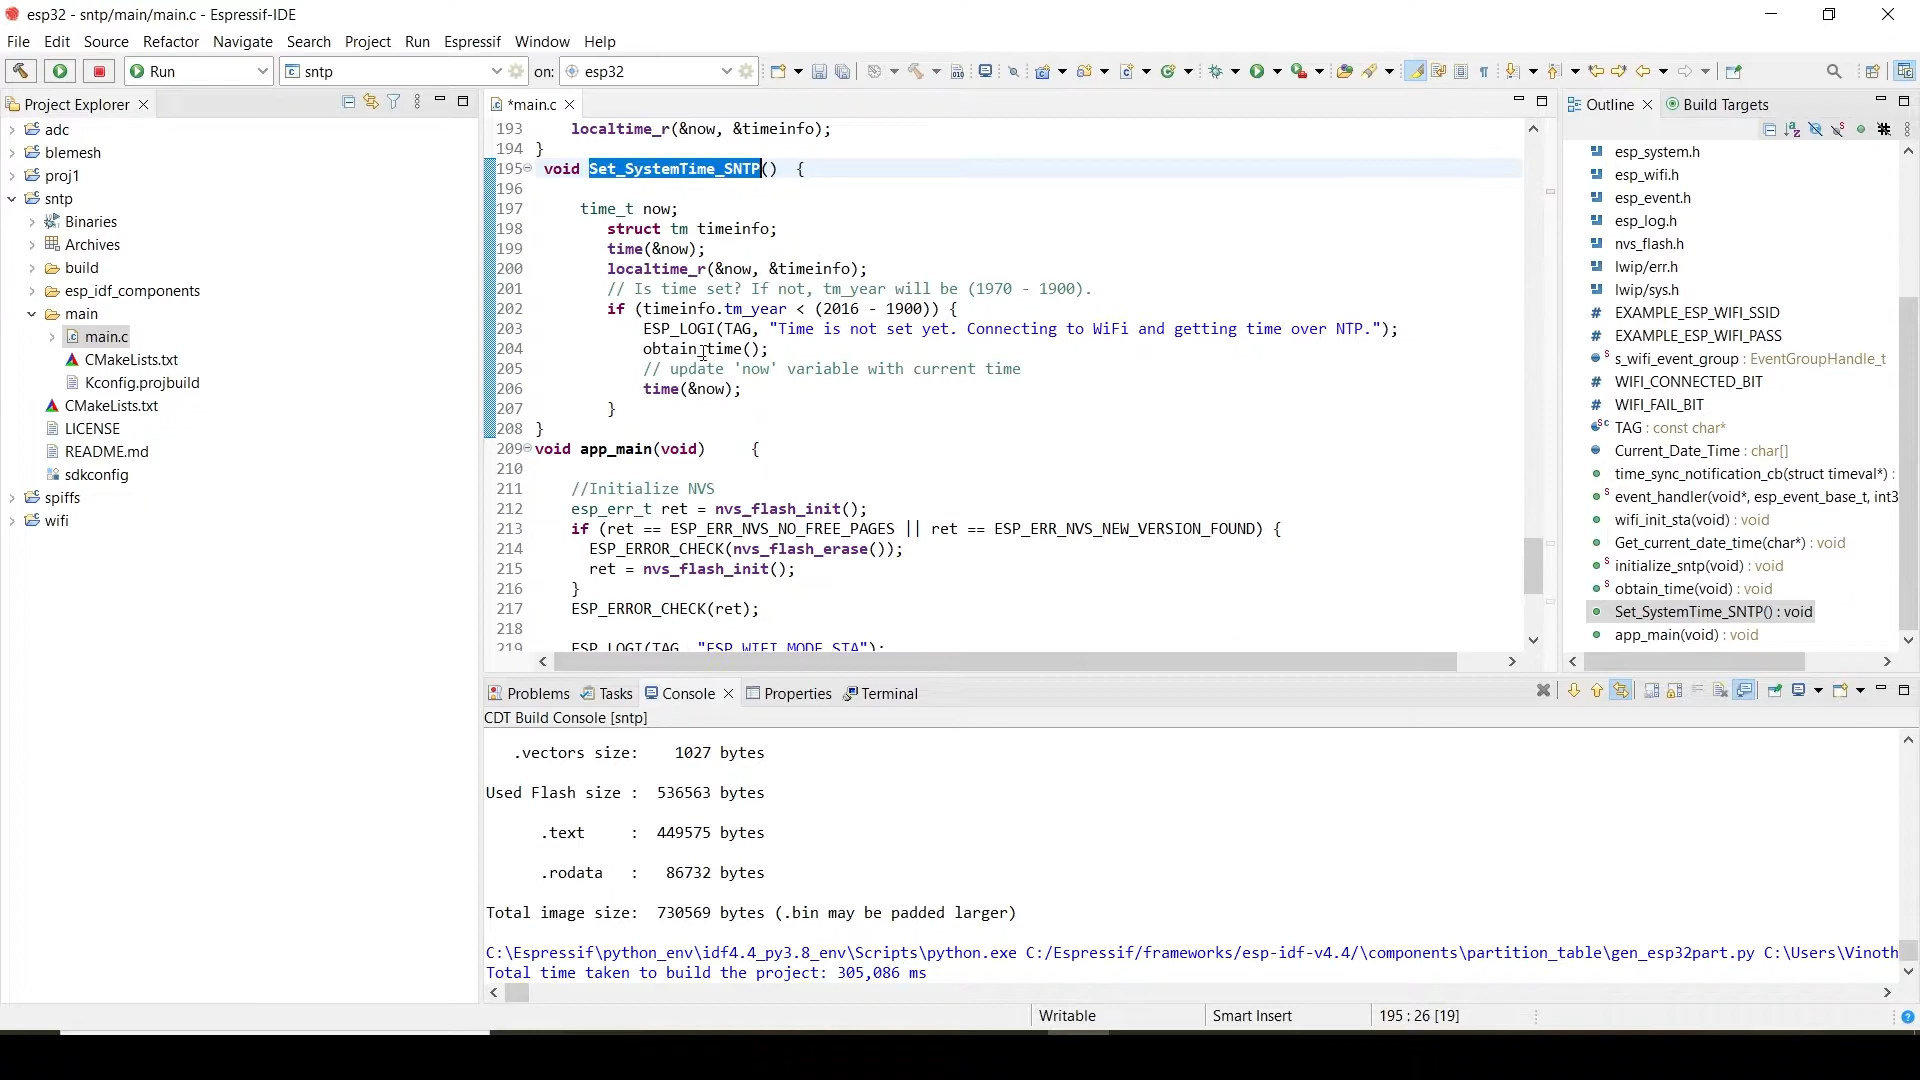 esp32 - sntp/main/main.c - Espressif-IDE
File Edit Source Refactor Navigate Search Project Run Espressif Window Help
Run sntp on: esp32
Project Explorer
adc
blemesh
proj1
sntp
Binaries
Archives
build
esp_idf_components
main
main.c
CMakeLists.txt
Kconfig.projbuild
CMakeLists.txt
LICENSE
README.md
sdkconfig
spiffs
wifi
*main.c
193 localtime_r(&now, &timeinfo);
194 }
195 void Set_SystemTime_SNTP() {
196
197 time_t now;
198 struct tm timeinfo;
199 time(&now);
200 localtime_r(&now, &timeinfo);
201 // Is time set? If not, tm_year will be (1970 - 1900).
202 if (timeinfo.tm_year < (2016 - 1900)) {
203 ESP_LOGI(TAG, "Time is not set yet. Connecting to WiFi and getting time over NTP.");
204 obtain_time();
205 // update 'now' variable with current time
206 time(&now);
207 }
208 }
209 void app_main(void) {
210
211 //Initialize NVS
212 esp_err_t ret = nvs_flash_init();
213 if (ret == ESP_ERR_NVS_NO_FREE_PAGES || ret == ESP_ERR_NVS_NEW_VERSION_FOUND) {
214 ESP_ERROR_CHECK(nvs_flash_erase());
215 ret = nvs_flash_init();
216 }
217 ESP_ERROR_CHECK(ret);
218
219 ESP_LOGI(TAG, "ESP_WIFI_MODE_STA");
Outline Build Targets
esp_system.h
esp_wifi.h
esp_event.h
esp_log.h
nvs_flash.h
lwip/err.h
lwip/sys.h
EXAMPLE_ESP_WIFI_SSID
EXAMPLE_ESP_WIFI_PASS
s_wifi_event_group : EventGroupHandle_t
WIFI_CONNECTED_BIT
WIFI_FAIL_BIT
TAG : const char*
Current_Date_Time : char[]
time_sync_notification_cb(struct timeval*) :
event_handler(void*, esp_event_base_t, int3
wifi_init_sta(void) : void
Get_current_date_time(char*) : void
initialize_sntp(void) : void
obtain_time(void) : void
Set_SystemTime_SNTP() : void
app_main(void) : void
Problems Tasks Console Properties Terminal
CDT Build Console [sntp]
.vectors size: 1027 bytes
Used Flash size : 536563 bytes
.text : 449575 bytes
.rodata : 86732 bytes
Total image size: 730569 bytes (.bin may be padded larger)
C:\Espressif\python_env\idf4.4_py3.8_env\Scripts\python.exe C:/Espressif/frameworks/esp-idf-v4.4/\components\partition_table\gen_esp32part.py C:\Users\Vinoth
Total time taken to build the project: 305,086 ms
Writable Smart Insert 195 : 26 [19]